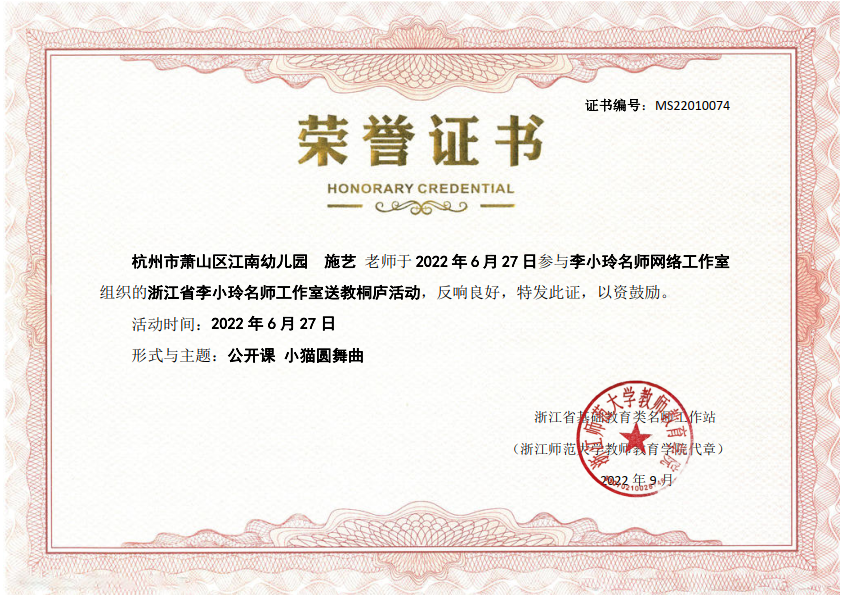 证书编号：MS22010074
荣誉证书
HONORARY CREDENTIAL
杭州市萧山区江南幼儿园 施艺 老师于 2022 年 6 月 27 日参与李小玲名师网络工作室
组织的浙江省李小玲名师工作室送教桐庐活动，反响良好，特发此证，以资鼓励。
活动时间：2022 年 6 月 27 日
形式与主题：公开课 小猫圆舞曲
浙江省基础教育类名师工作站
（浙江师范大学教师教育学院代章）
2022 年 9 月
浙江师范大学教师教育学院